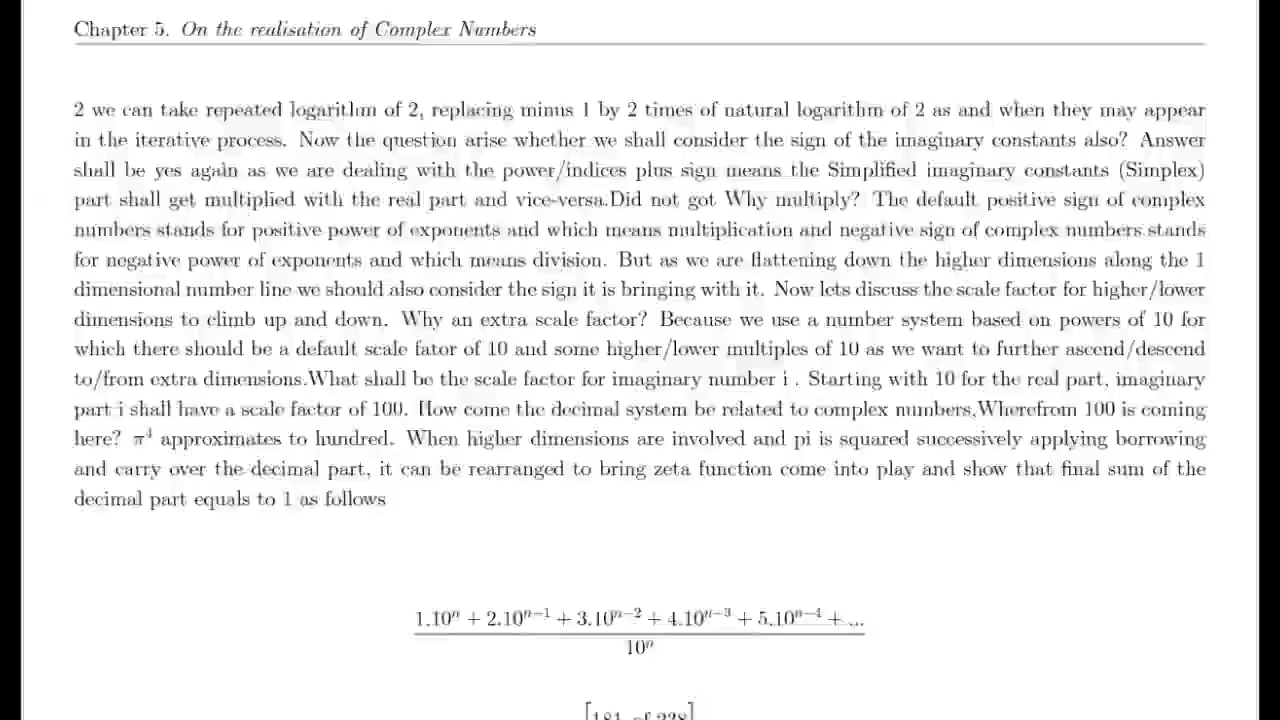 Chapter 5. On the realisation of Complex Numbers
2 we can take repeated logarithm of 2, replacing minus 1 by 2 times of natural logarithm of 2 as and when they may appear
in the iterative process. Now the question arise whether we shall consider the sign of the imaginary constants also? Answer
shall be yes again as we are dealing with the power/indices plus sign means the Simplified imaginary constants (Simplex)
part shall get multiplied with the real part and vice-versa.Did not got Why multiply? The default positive sign of complex
numbers stands for positive power of exponents and which means multiplication and negative sign of complex numbers stands
for negative power of exponents and which means division. But as we are flattening down the higher dimensions along the 1
dimensional number line we should also consider the sign it is bringing with it. Now lets discuss the scale factor for higher/lower
dimensions to climb up and down. Why an extra scale factor? Because we use a number system based on powers of 10 for
which there should be a default scale fator of 10 and some higher/lower multiples of 10 as we want to further ascend/descend
to/from extra dimensions.What shall be the scale factor for imaginary number i . Starting with 10 for the real part, imaginary
part i shall have a scale factor of 100. How come the decimal system be related to complex numbers,Wherefrom 100 is coming
here? π⁴ approximates to hundred. When higher dimensions are involved and pi is squared successively applying borrowing
and carry over the decimal part, it can be rearranged to bring zeta function come into play and show that final sum of the
decimal part equals to 1 as follows
1.10ⁿ + 2.10ⁿ⁻¹ + 3.10ⁿ⁻² + 4.10ⁿ⁻³ + 5.10ⁿ⁻⁴ + ...
10ⁿ
[181 of 228]